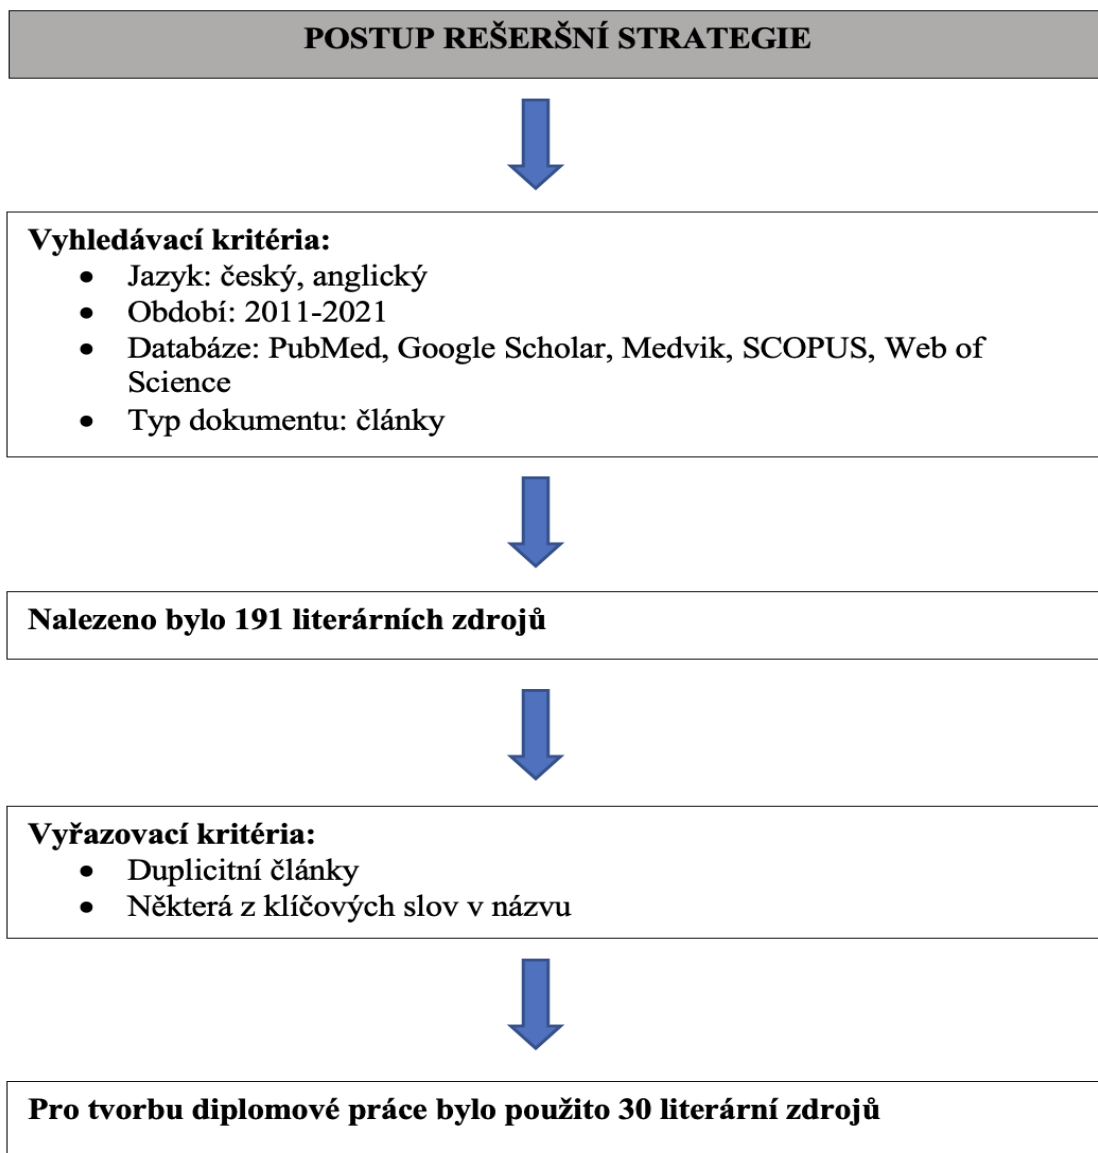 POSTUP REŠERŠNÍ STRATEGIE
Vyhledávací kritéria:
• Jazyk: český, anglický
• Období: 2011-2021
• Databáze: PubMed, Google Scholar, Medvik, SCOPUS, Web of
Science
• Typ dokumentu: články
Nalezeno bylo 191 literárních zdrojů
Vyřazovací kritéria:
• Duplicitní články
• Některá z klíčových slov v názvu
Pro tvorbu diplomové práce bylo použito 30 literární zdrojů